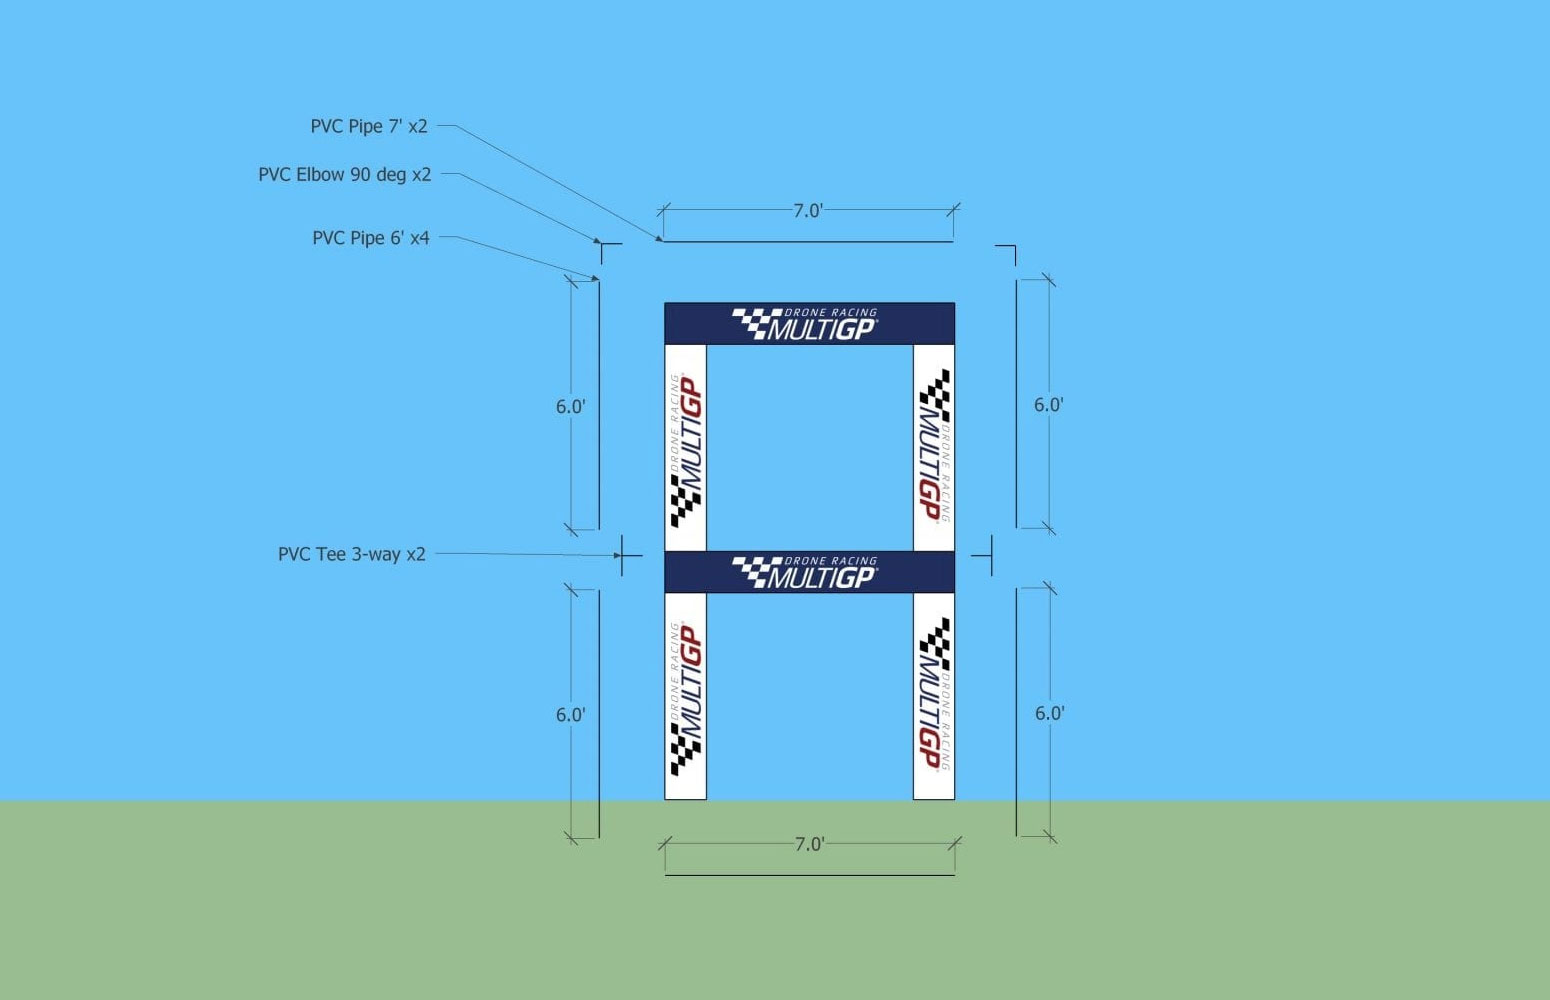 PVC Pipe 7' x2
PVC Elbow 90 deg x2
PVC Pipe 6' x4
7.0'
DRONE RACING
MULTIGP
6.0'
6.0'
DRONE RACING
MULTIGP
DRONE RACING
MULTIGP
PVC Tee 3-way x2
DRONE RACING
MULTIGP
6.0'
6.0'
DRONE RACING
MULTIGP
DRONE RACING
MULTIGP
7.0'